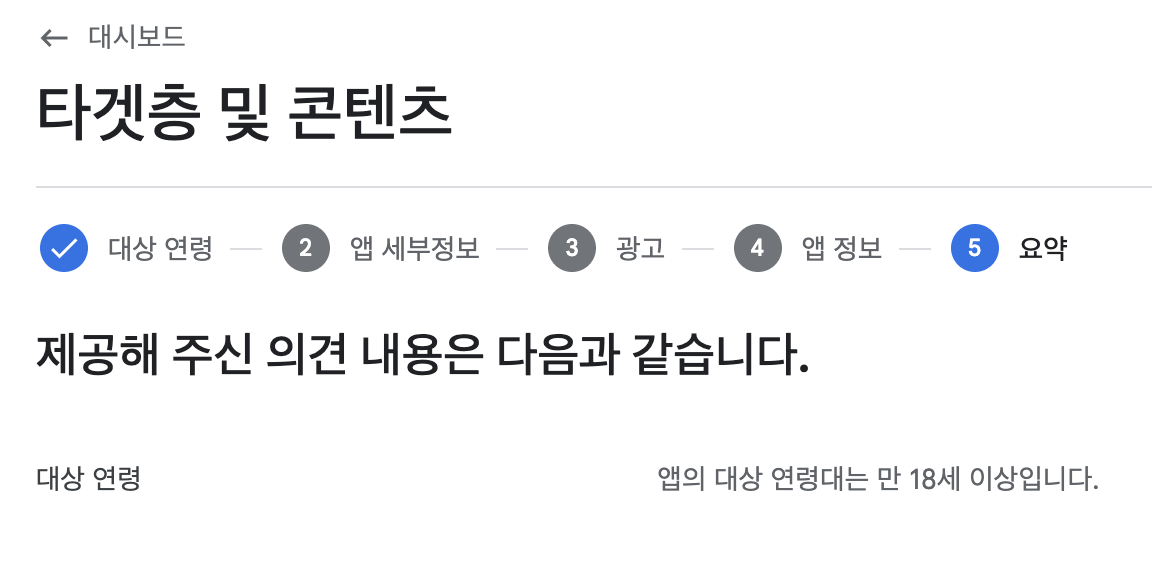 ← 대시보드
타겟층 및 콘텐츠
대상 연령 2 앱 세부정보 3 광고 4 앱 정보 5 요약
제공해 주신 의견 내용은 다음과 같습니다.
대상 연령 앱의 대상 연령대는 만 18세 이상입니다.